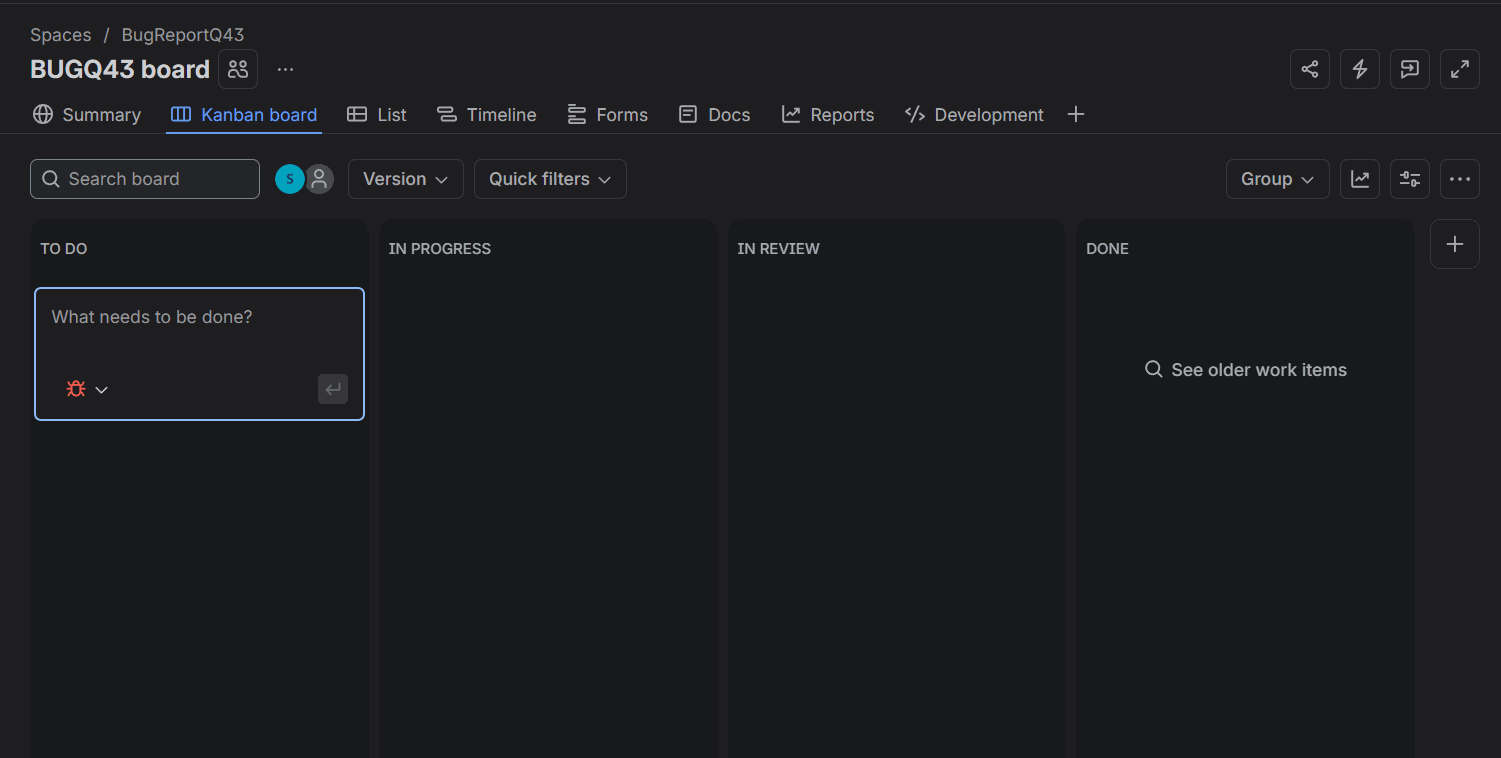 Spaces / BugReportQ43
BUGQ43 board
Summary Kanban board List Timeline Forms Docs Reports Development
Search board S Version Quick filters Group
TO DO IN PROGRESS IN REVIEW DONE
What needs to be done?
See older work items